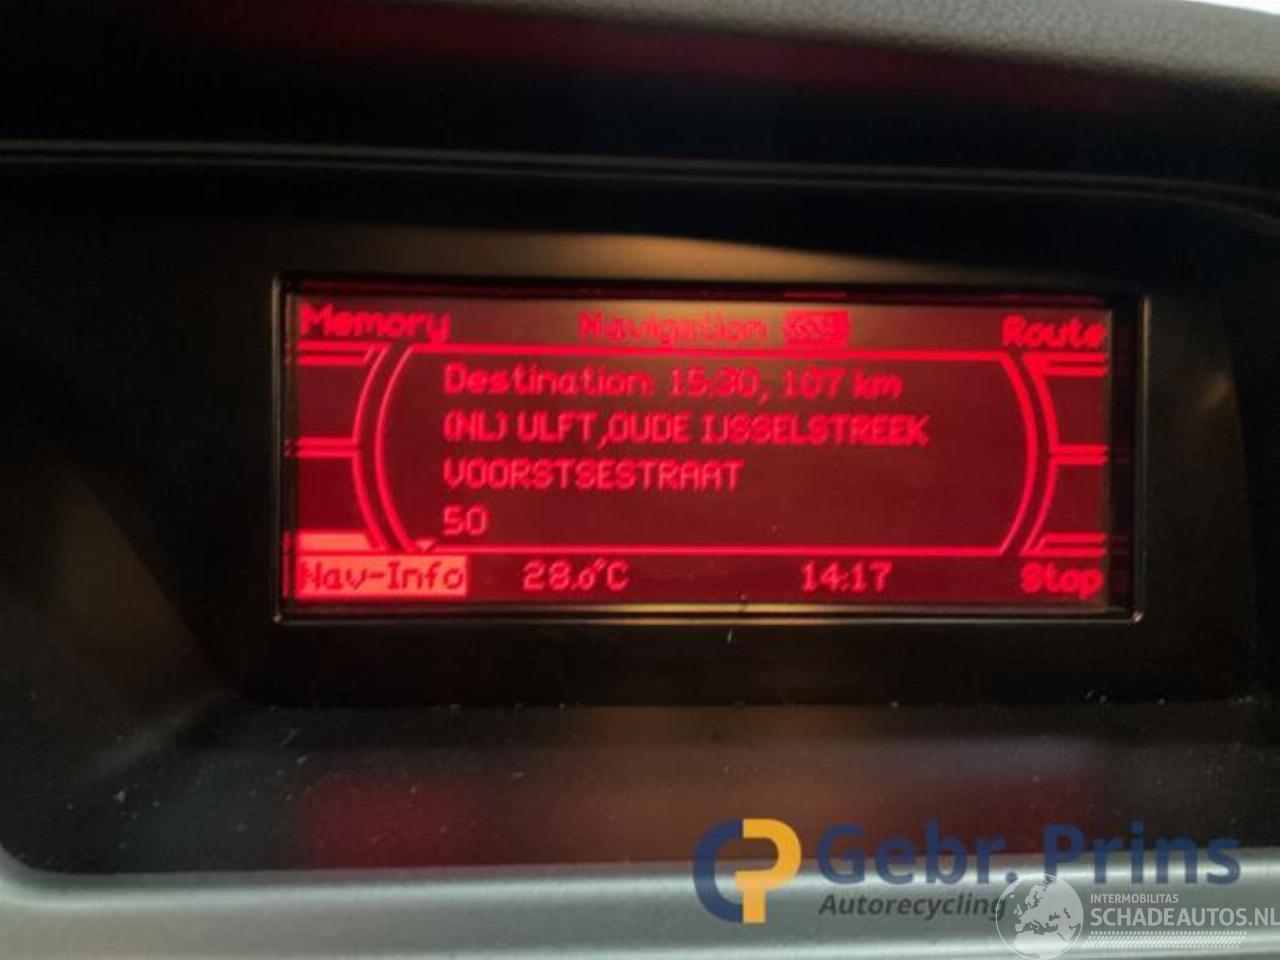 Memory Navigation Route
Destination: 15:30, 107 km
(NL) ULFT,OUDE IJSSELSTREEK
VOORSTSESTRAAT
50
Nav-Info 28.0°C 14:17 Stop
Gebr. Prins
Autorecycling
INTERMOBILITAS
SCHADEAUTOS.NL